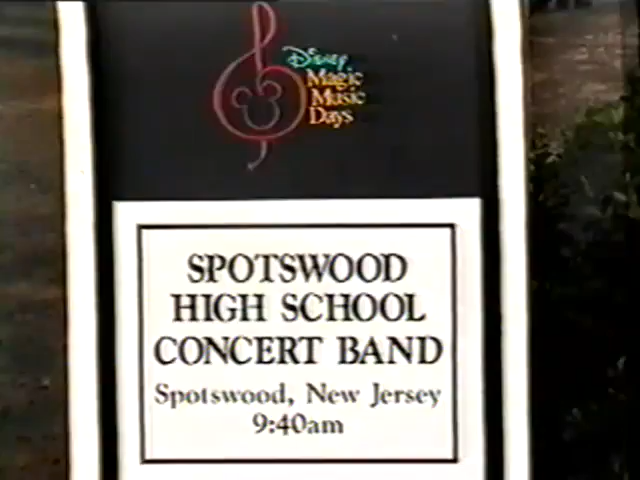 Disney
Magic
Music
Days
SPOTSWOOD
HIGH SCHOOL
CONCERT BAND
Spotswood, New Jersey
9:40am